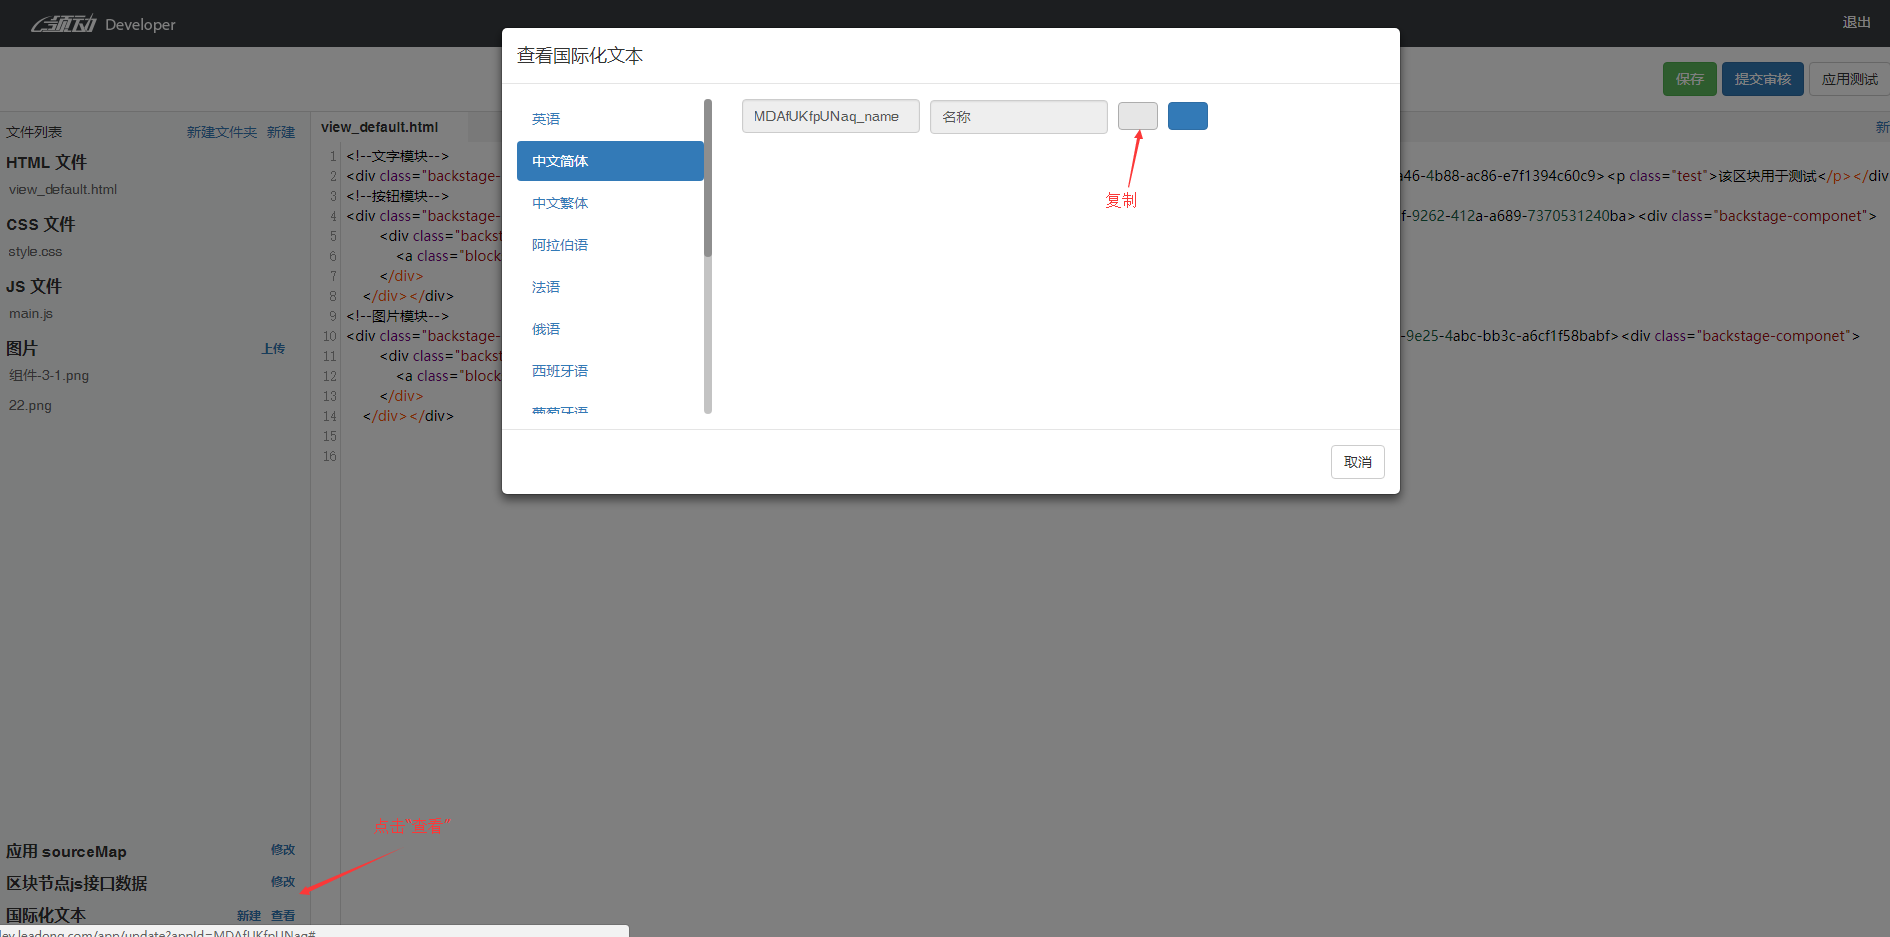 领动 Developer
退出
保存 提交审核 应用测试
文件列表 新建文件夹 新建
HTML 文件
view_default.html
CSS 文件
style.css
JS 文件
main.js
图片 上传
组件-3-1.png
22.png
应用 sourceMap 修改
区块节点js接口数据 修改
国际化文本 新建 查看
点击"查看"
view_default.html 新
1 <!--文字模块-->
2 <div class="backstage- a46-4b88-ac86-e7f1394c60c9><p class="test">该区块用于测试</p></div
3 <!--按钮模块-->
4 <div class="backstage- f-9262-412a-a689-7370531240ba><div class="backstage-componet">
5 <div class="backst
6 <a class="block
7 </div>
8 </div></div>
9 <!--图片模块-->
10 <div class="backstage- -9e25-4abc-bb3c-a6cf1f58babf><div class="backstage-componet">
11 <div class="backst
12 <a class="block
13 </div>
14 </div></div>
15
16
查看国际化文本
英语
中文简体
中文繁体
阿拉伯语
法语
俄语
西班牙语
葡萄牙语
MDAfUKfpUNaq_name 名称
复制
取消
ev.leadong.com/app/update?appId=MDAfUKfpUNaq#